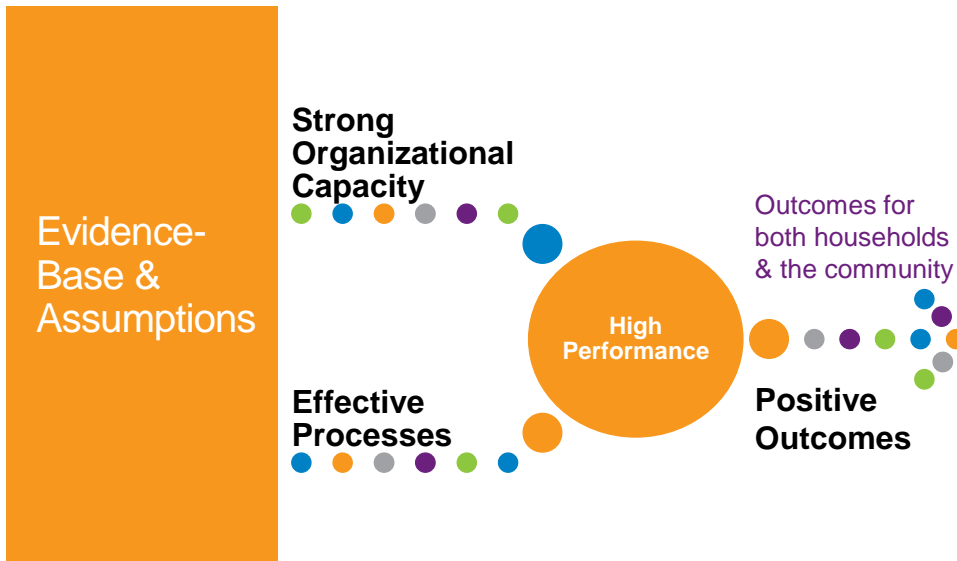 Evidence-
Base &
Assumptions
Strong
Organizational
Capacity
Effective
Processes
High
Performance
Outcomes for
both households
& the community
Positive
Outcomes